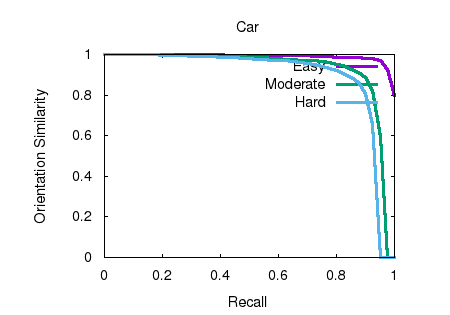 Car
1
0.8
0.6
0.4
0.2
0
Orientation Similarity
Easy
Moderate
Hard
0 0.2 0.4 0.6 0.8 1
Recall